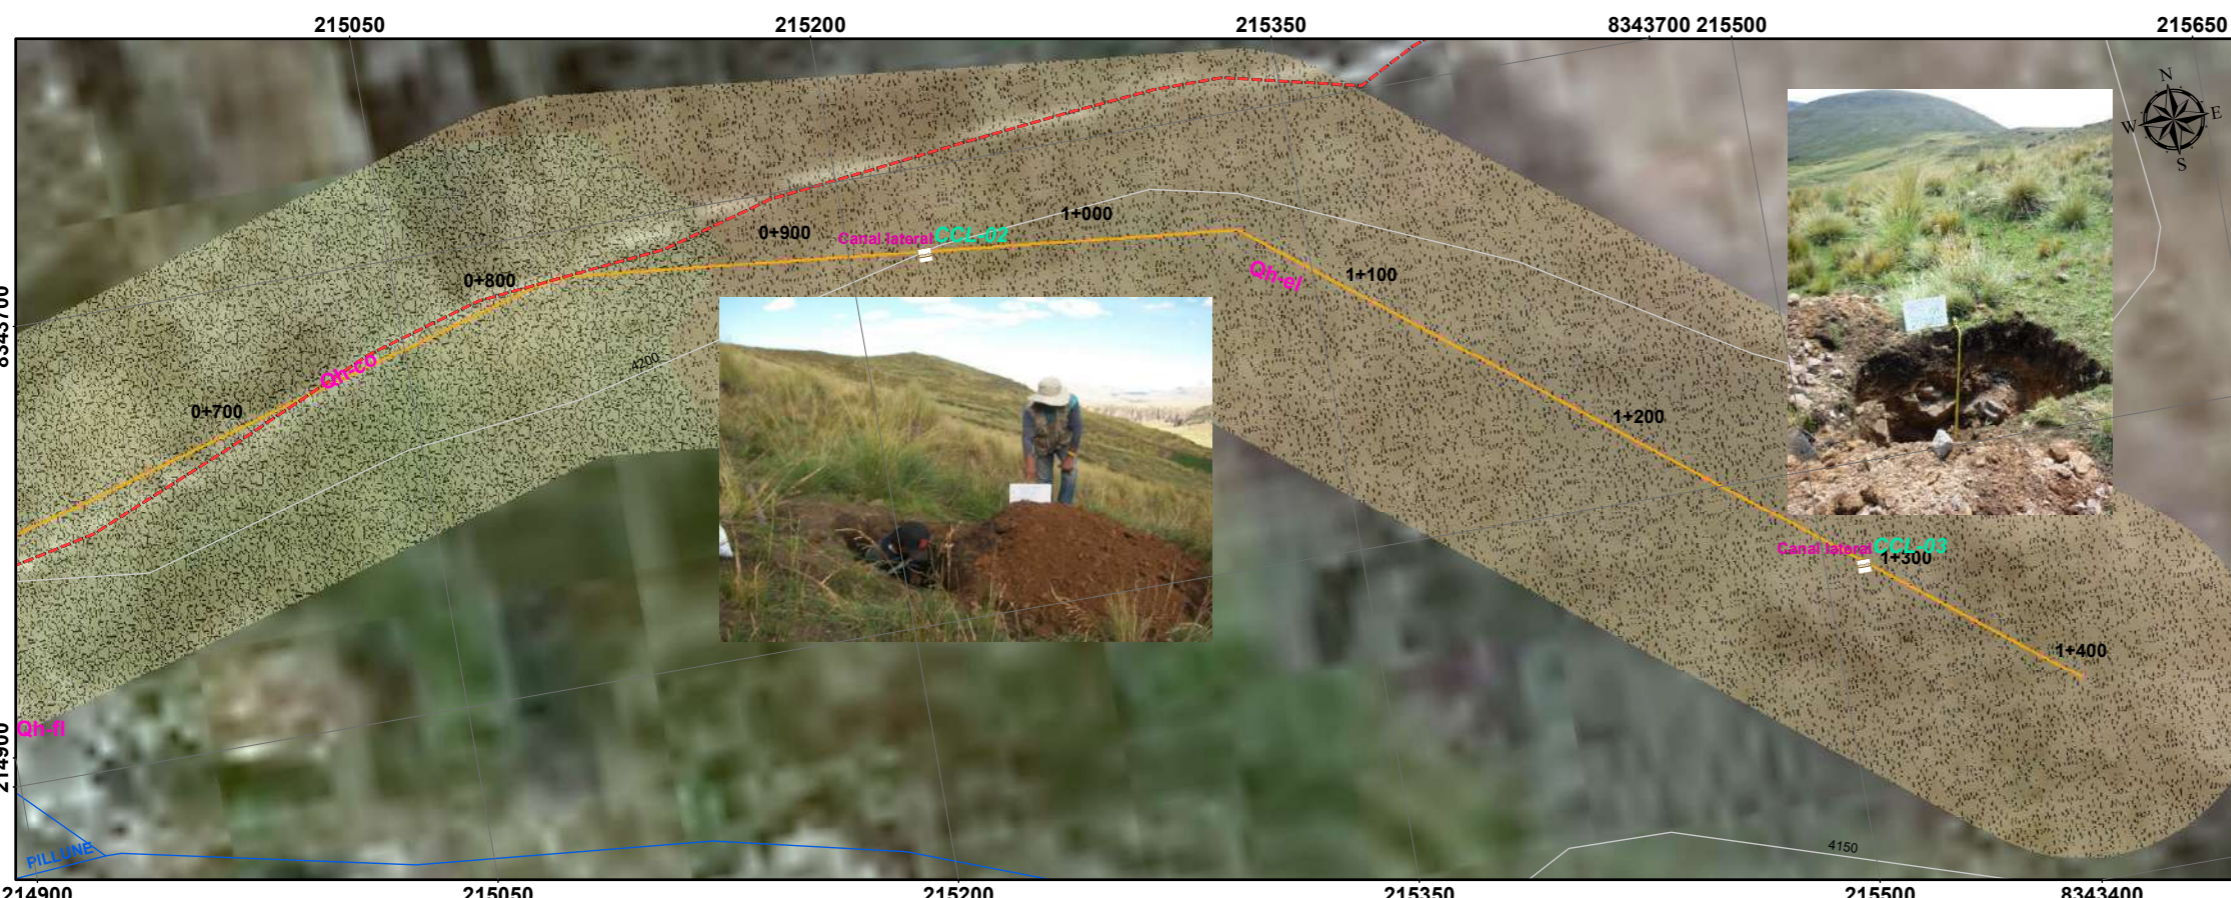 215050 215200 215350 8343700 215500 215650
N
W E
S
1+000
0+900 Canal lateral CCL-02
Qh-el 1+100
0+800
8343700
4200
Qh-co
0+700
1+200
Canal lateral CCL-03
1+300
1+400
Qh-fl
214900
PILLUNE
4150
214900 215050 215200 215350 215500 8343400